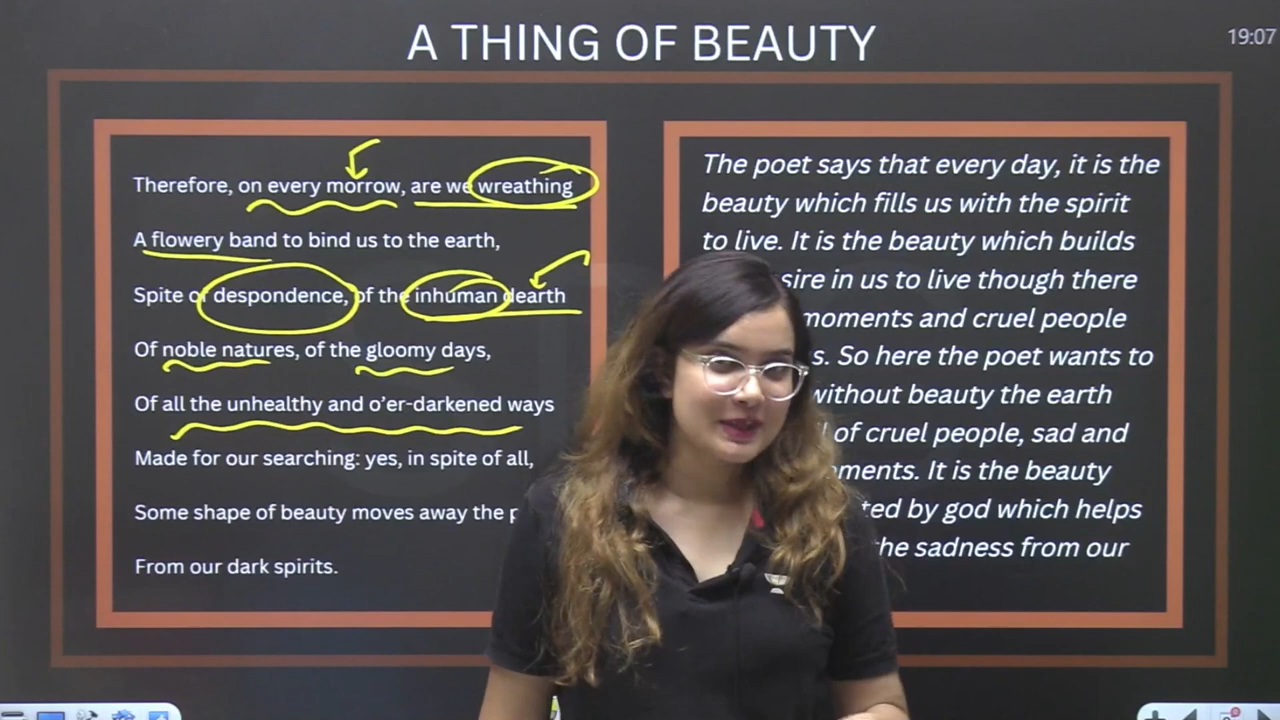 A THING OF BEAUTY
19:07
Therefore, on every morrow, are we wreathing
A flowery band to bind us to the earth,
Spite of despondence, of the inhuman dearth
Of noble natures, of the gloomy days,
Of all the unhealthy and o'er-darkened ways
Made for our searching: yes, in spite of all,
Some shape of beauty moves away the
From our dark spirits.
The poet says that every day, it is the
beauty which fills us with the spirit
to live. It is the beauty which builds
in us to live though there
moments and cruel people
So here the poet wants to
without beauty the earth
of cruel people, sad and
It is the beauty
by god which helps
the sadness from our